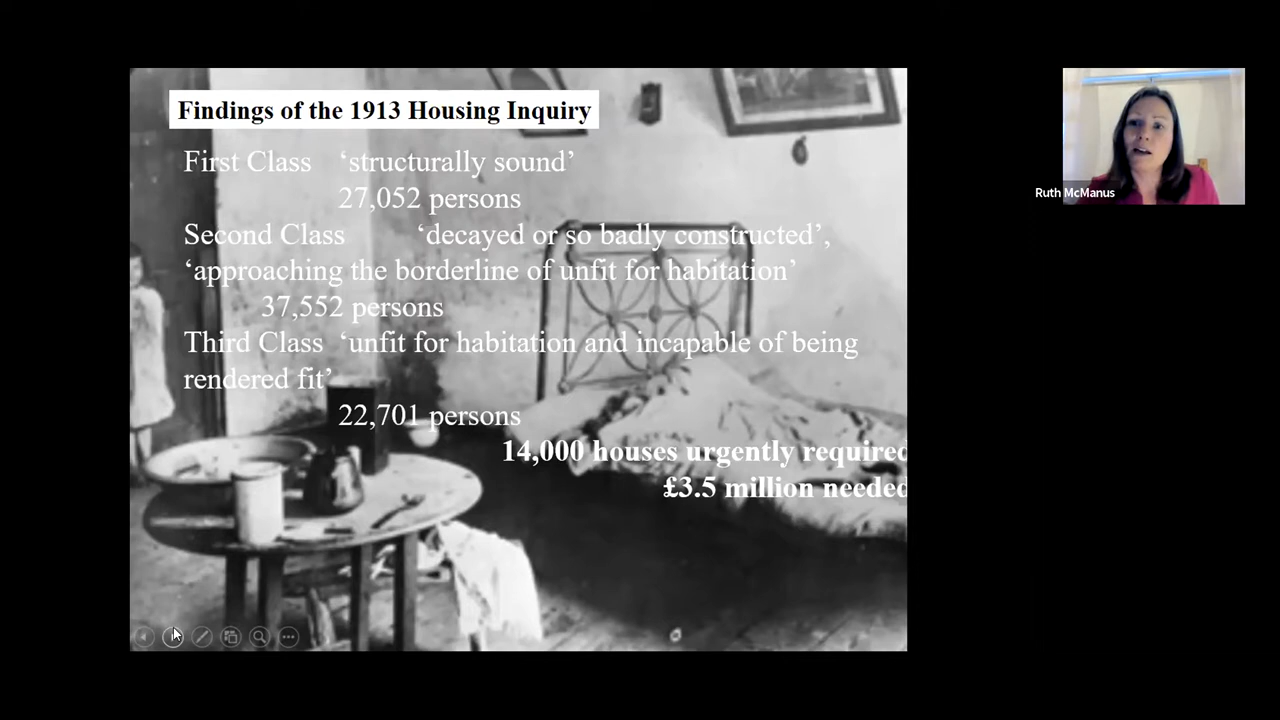 Findings of the 1913 Housing Inquiry
First Class ‘structurally sound’
27,052 persons
Second Class ‘decayed or so badly constructed’,
‘approaching the borderline of unfit for habitation’
37,552 persons
Third Class ‘unfit for habitation and incapable of being
rendered fit’
22,701 persons
14,000 houses urgently required
£3.5 million needed
Ruth McManus